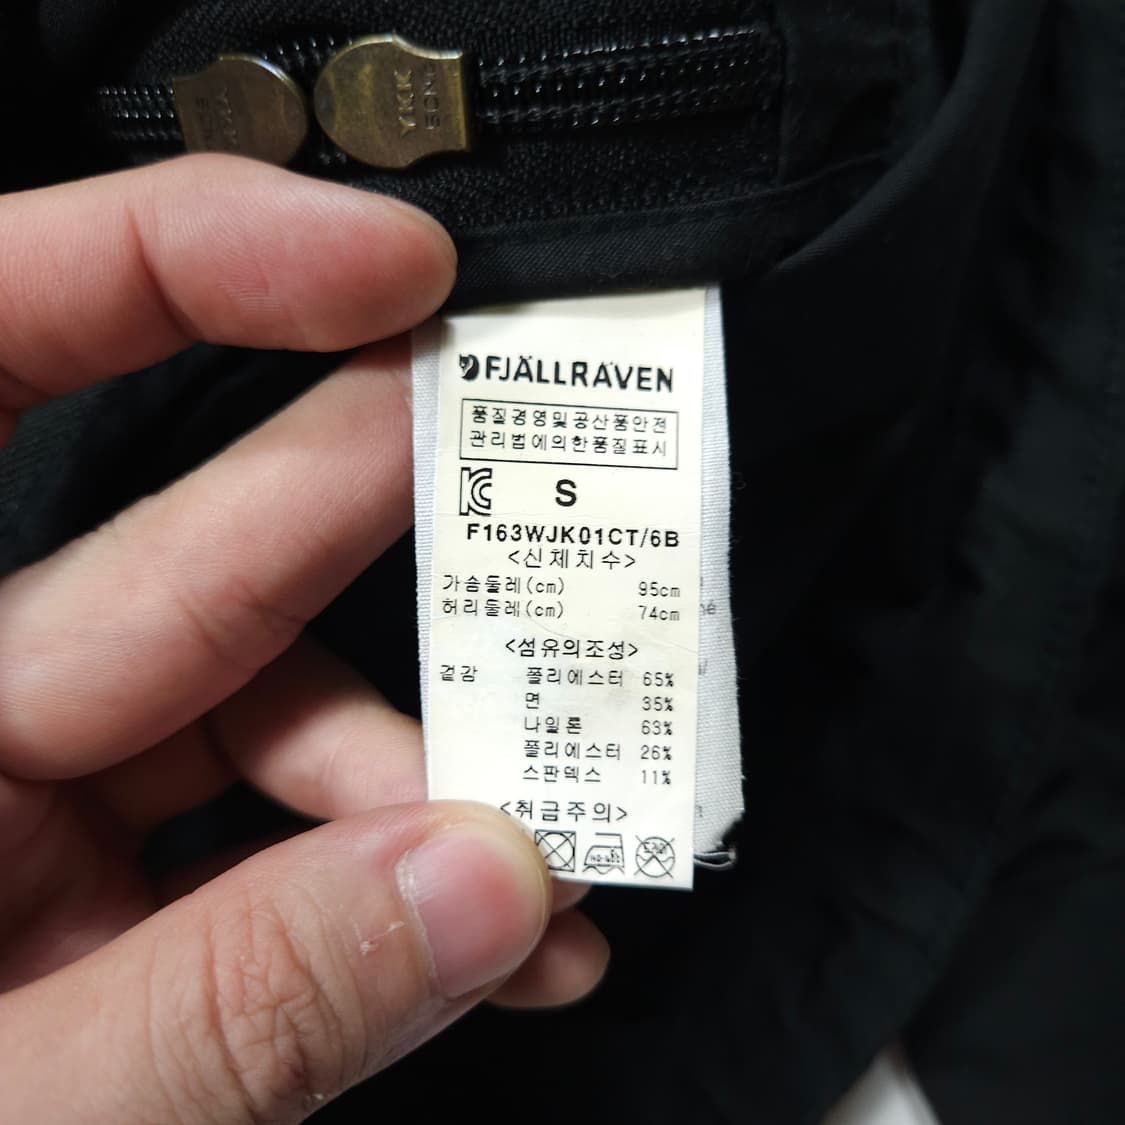 YKK
FJÄLLRÄVEN
품질경영및공산품안전
관리법에의한품질표시
S
F163WJK01CT/6B
<신체치수>
가슴둘레(cm) 95cm
허리둘레(cm) 74cm
<섬유의조성>
겉감 폴리에스터 65%
면 35%
나일론 63%
폴리에스터 26%
스판덱스 11%
<취급주의>